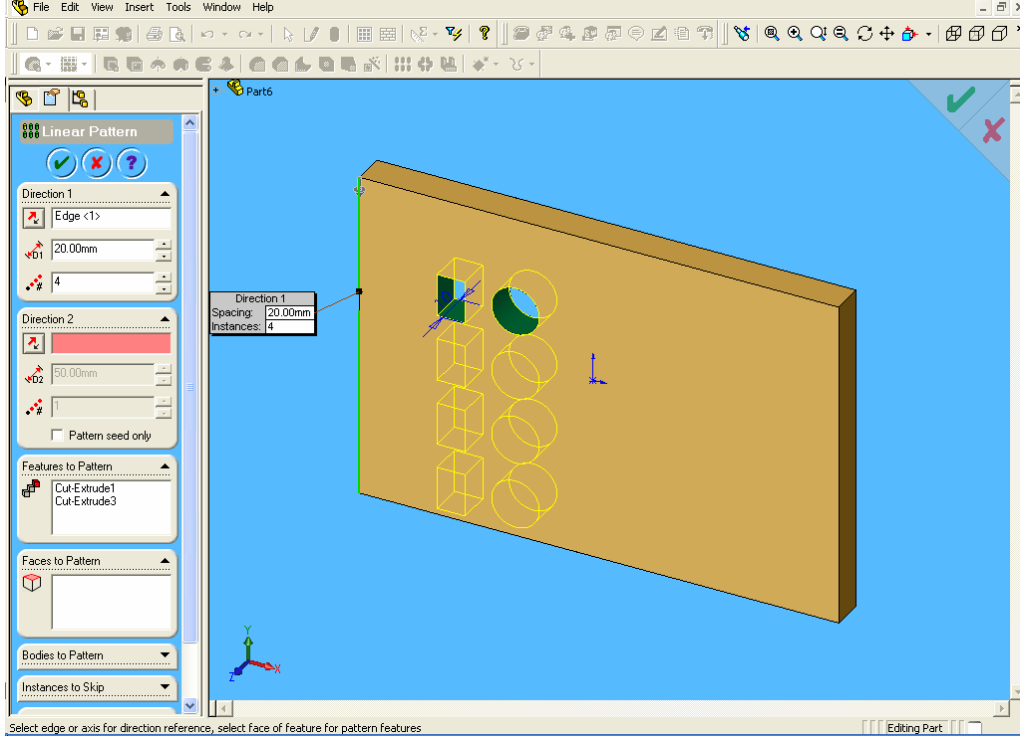 File Edit View Insert Tools Window Help
Part6
Linear Pattern
Direction 1
Edge <1>
D1 20.00mm
# 4
Direction 1
Spacing: 20.00mm
Instances: 4
Direction 2
D2 50.00mm
# 1
Pattern seed only
Features to Pattern
Cut-Extrude1
Cut-Extrude3
Faces to Pattern
Bodies to Pattern
Instances to Skip
Y
X
Z
Select edge or axis for direction reference, select face of feature for pattern features
Editing Part